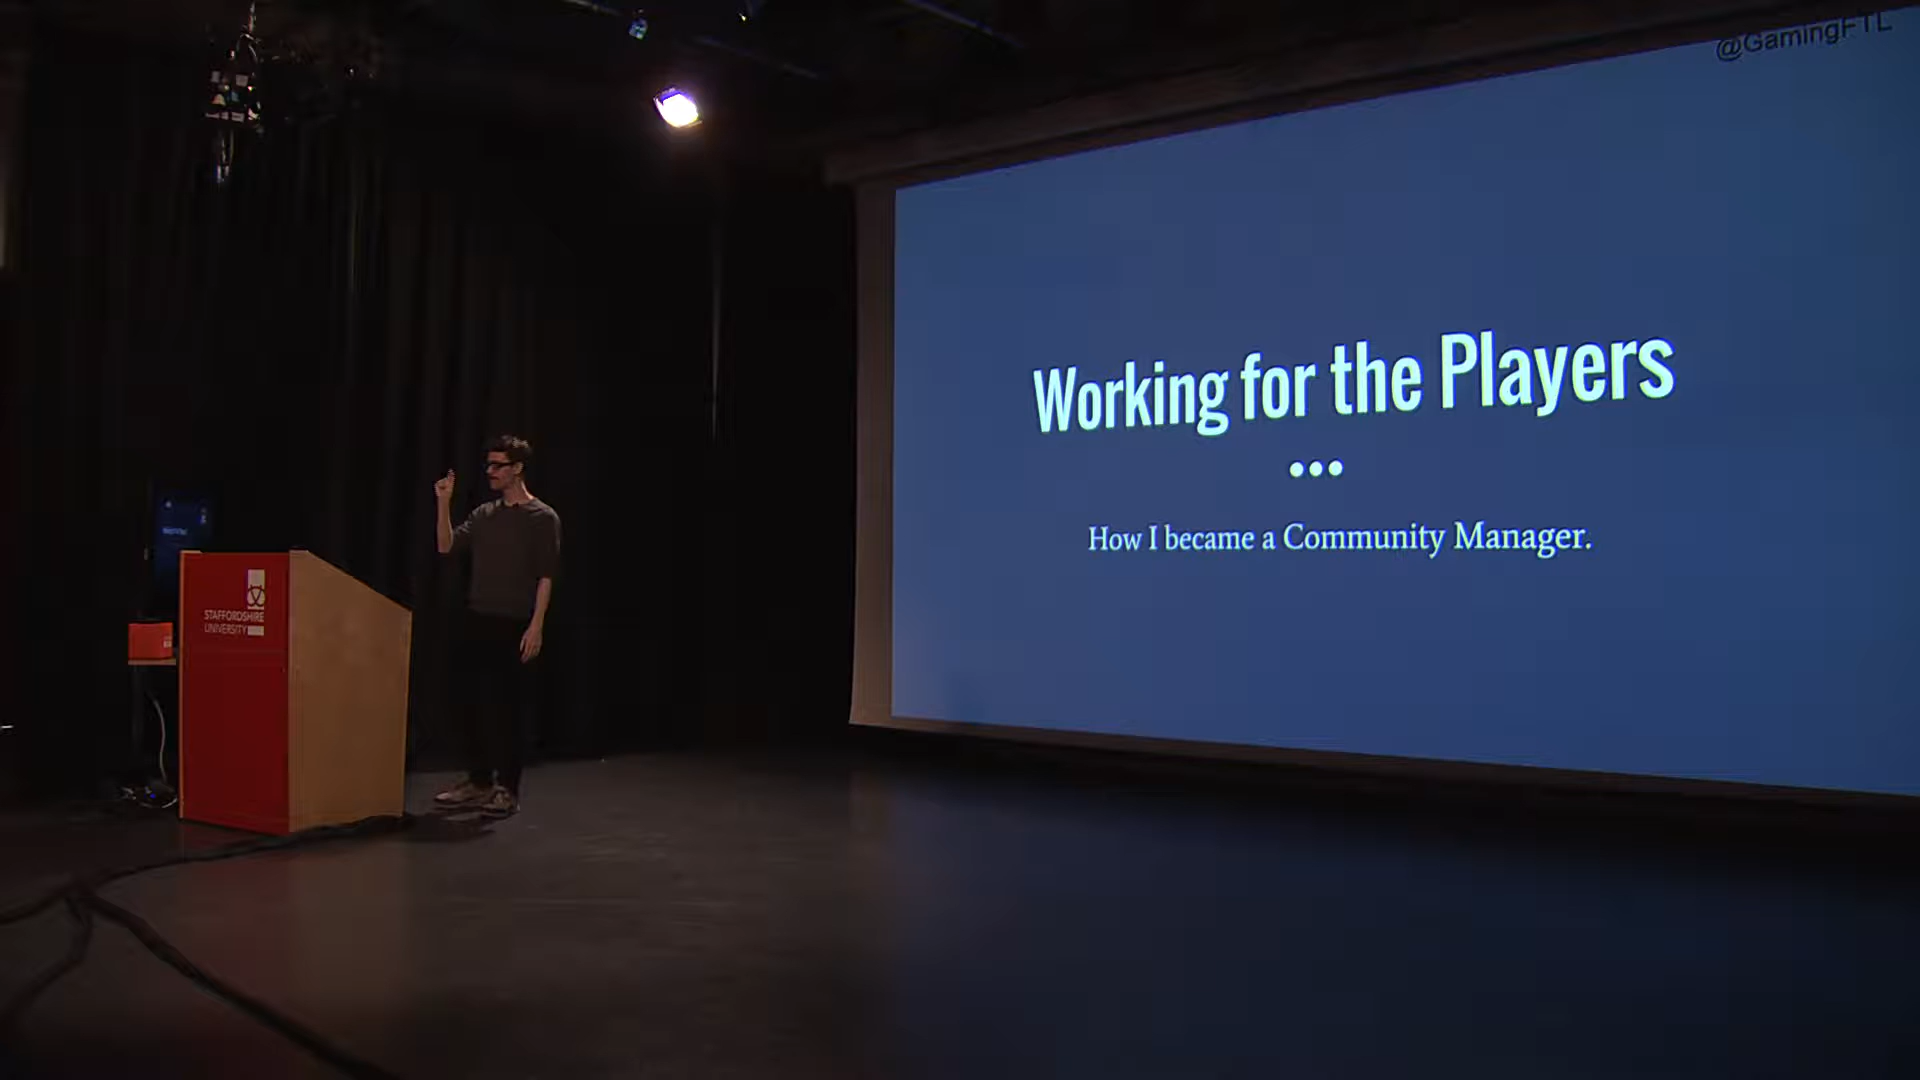 @GamingFTL
Working for the Players
How I became a Community Manager.
STAFFORDSHIRE
UNIVERSITY